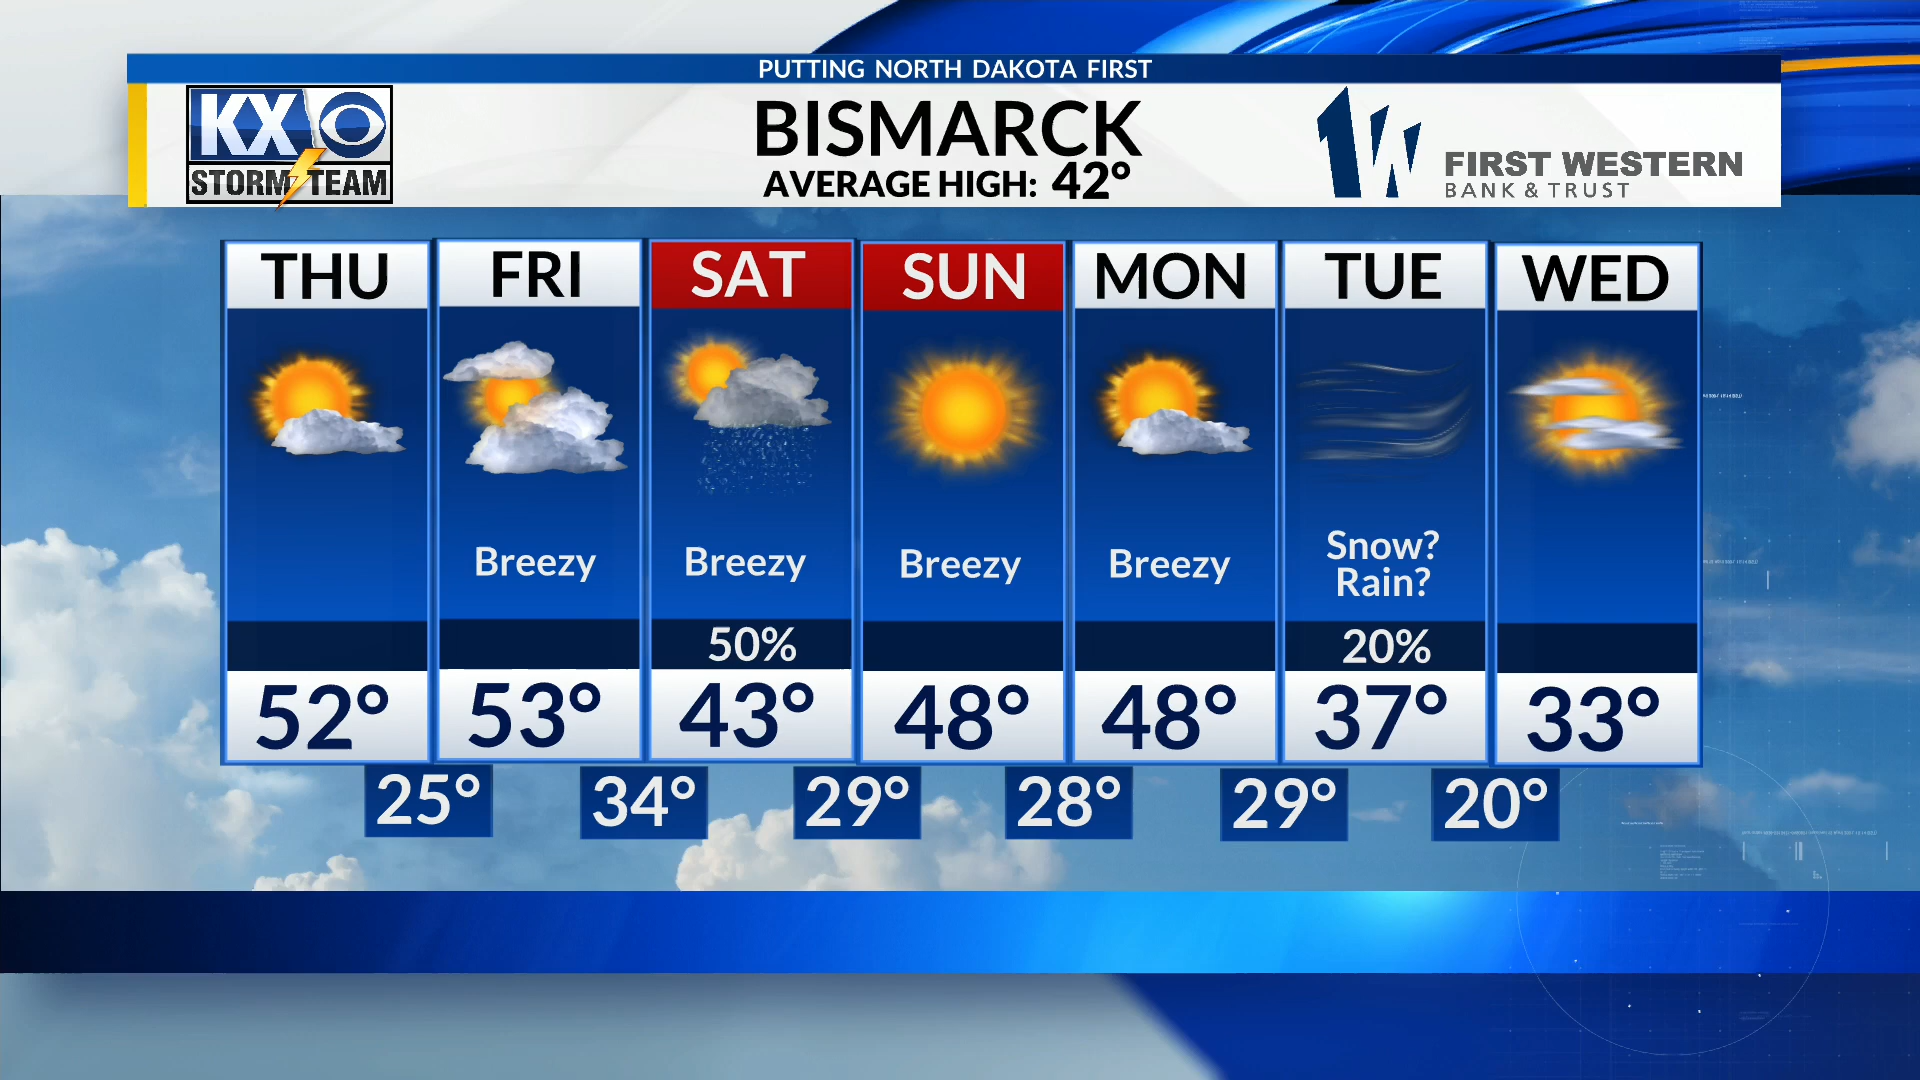 PUTTING NORTH DAKOTA FIRST
KX
STORM TEAM
BISMARCK
AVERAGE HIGH: 42°
1W
FIRST WESTERN
BANK & TRUST
THU FRI SAT SUN MON TUE WED
Breezy Breezy Breezy Breezy Snow?
Rain?
50% 20%
52° 53° 43° 48° 48° 37° 33°
25° 34° 29° 28° 29° 20°